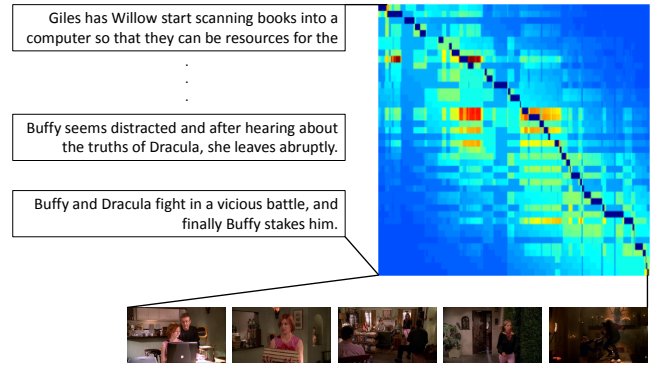 Giles has Willow start scanning books into a
computer so that they can be resources for the
.
.
.
Buffy seems distracted and after hearing about
the truths of Dracula, she leaves abruptly.
Buffy and Dracula fight in a vicious battle, and
finally Buffy stakes him.